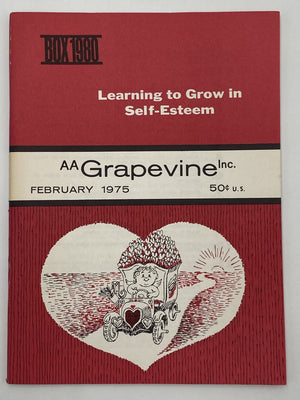 BOX 1980
Learning to Grow in
Self-Esteem
AA Grapevine Inc.
FEBRUARY 1975 50¢ U.S.